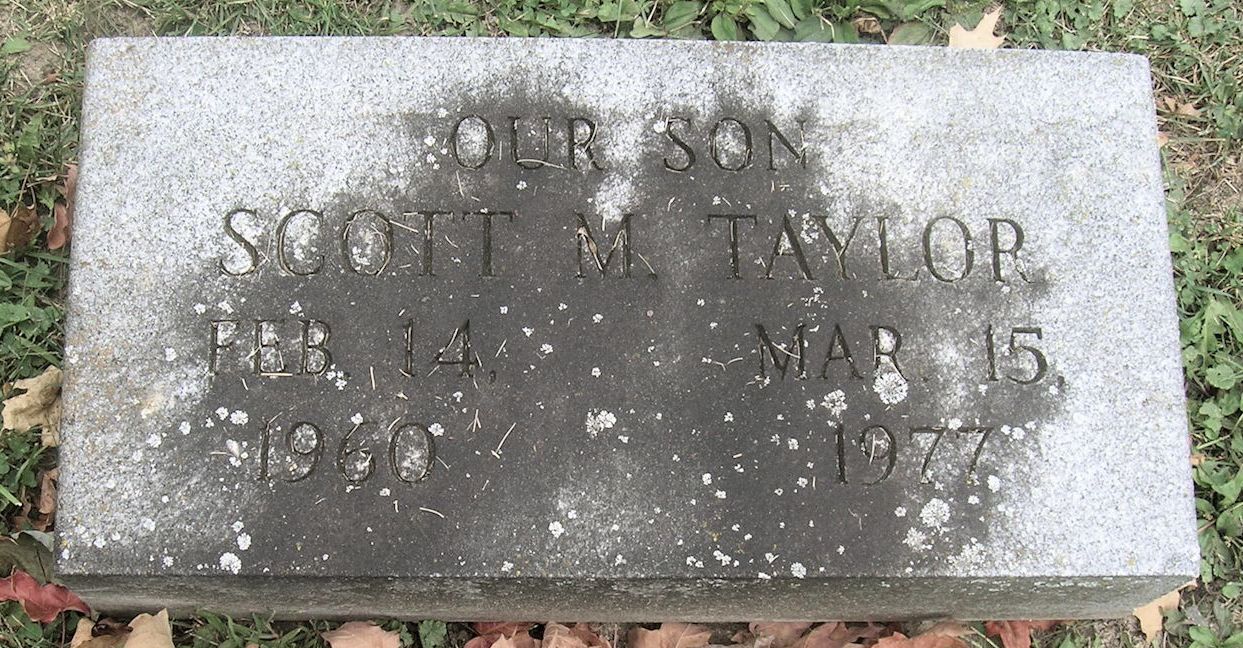 OUR SON
SCOTT M. TAYLOR
FEB. 14, MAR. 15,
1960 1977